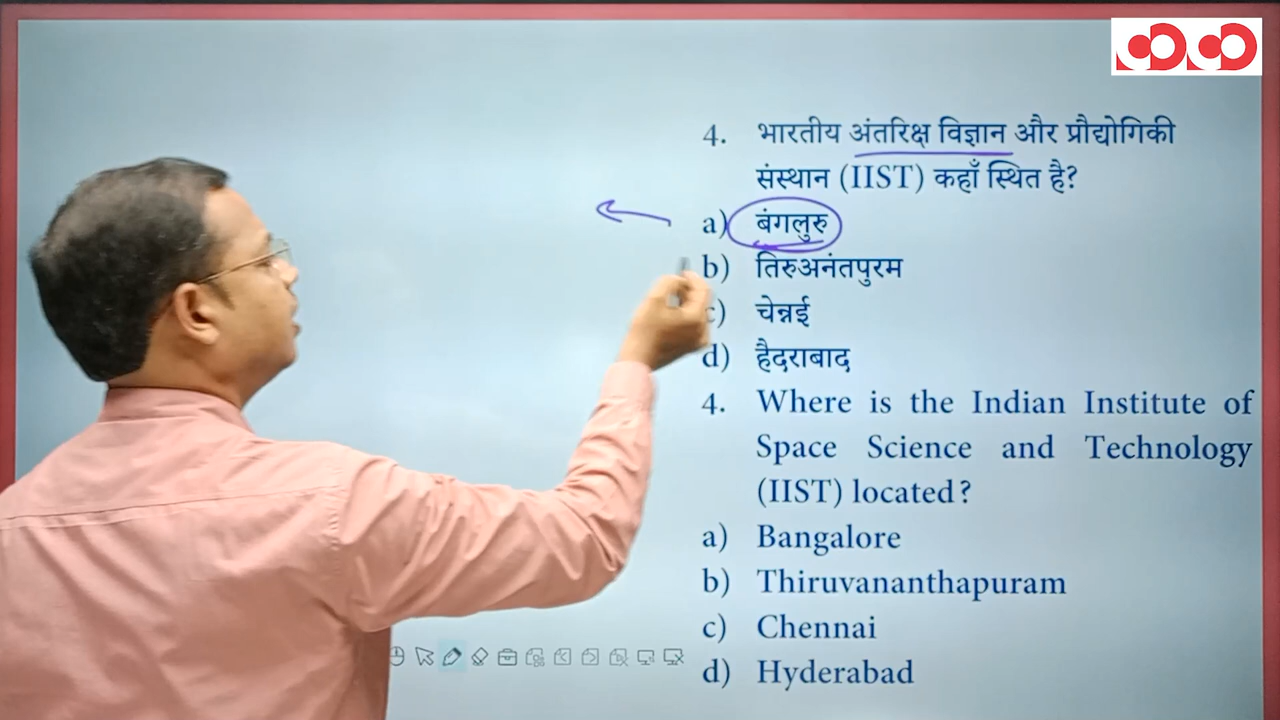 4. भारतीय अंतरिक्ष विज्ञान और प्रौद्योगिकी
संस्थान (IIST) कहाँ स्थित है?
a) बंगलुरु
b) तिरुअनंतपुरम
c) चेन्नई
d) हैदराबाद
4. Where is the Indian Institute of
Space Science and Technology
(IIST) located?
a) Bangalore
b) Thiruvananthapuram
c) Chennai
d) Hyderabad